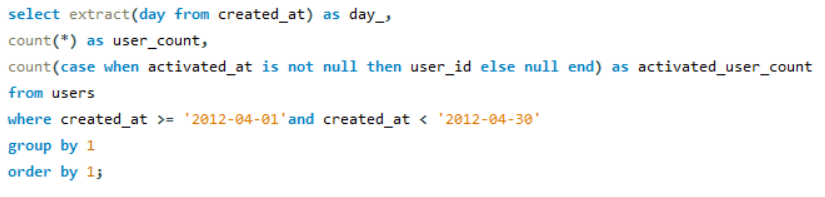 select extract(day from created_at) as day_,
count(*) as user_count,
count(case when activated_at is not null then user_id else null end) as activated_user_count
from users
where created_at >= '2012-04-01'and created_at < '2012-04-30'
group by 1
order by 1;